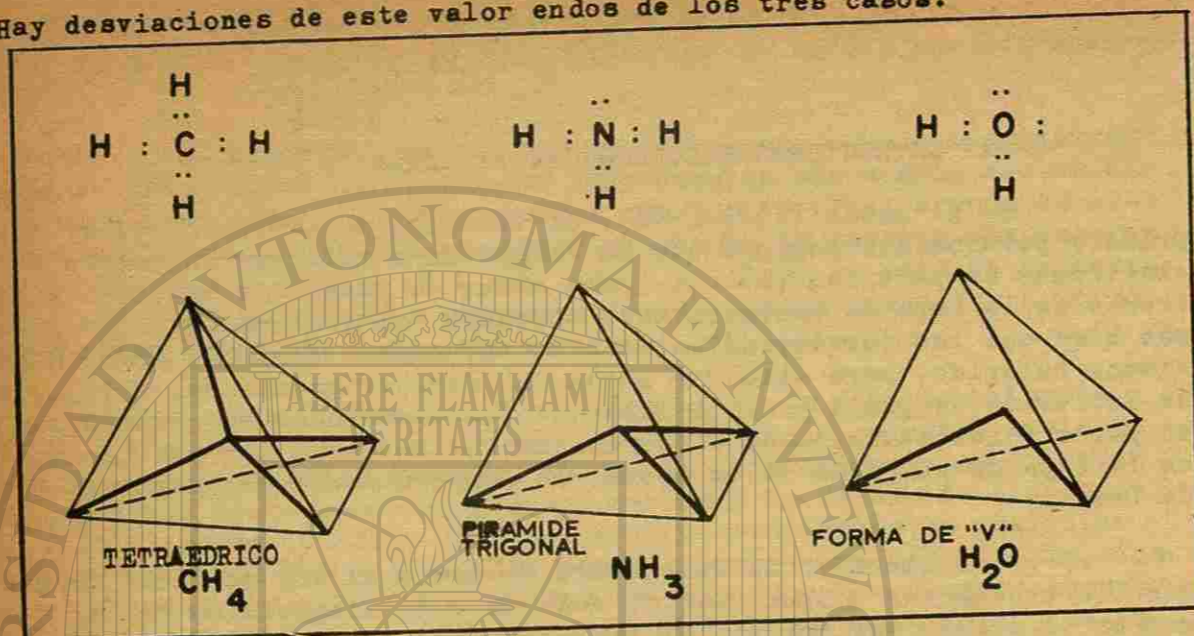 Hay desviaciones de este valor endos de los tres casos.
H
H : C : H
H
H : N : H
H
H : O :
H
TETRAEDRICO
CH4
PIRAMIDE
TRIGONAL
NH3
FORMA DE "V"
H2O
AVTONOMA
ALERE FLAMMAM
VERITATIS